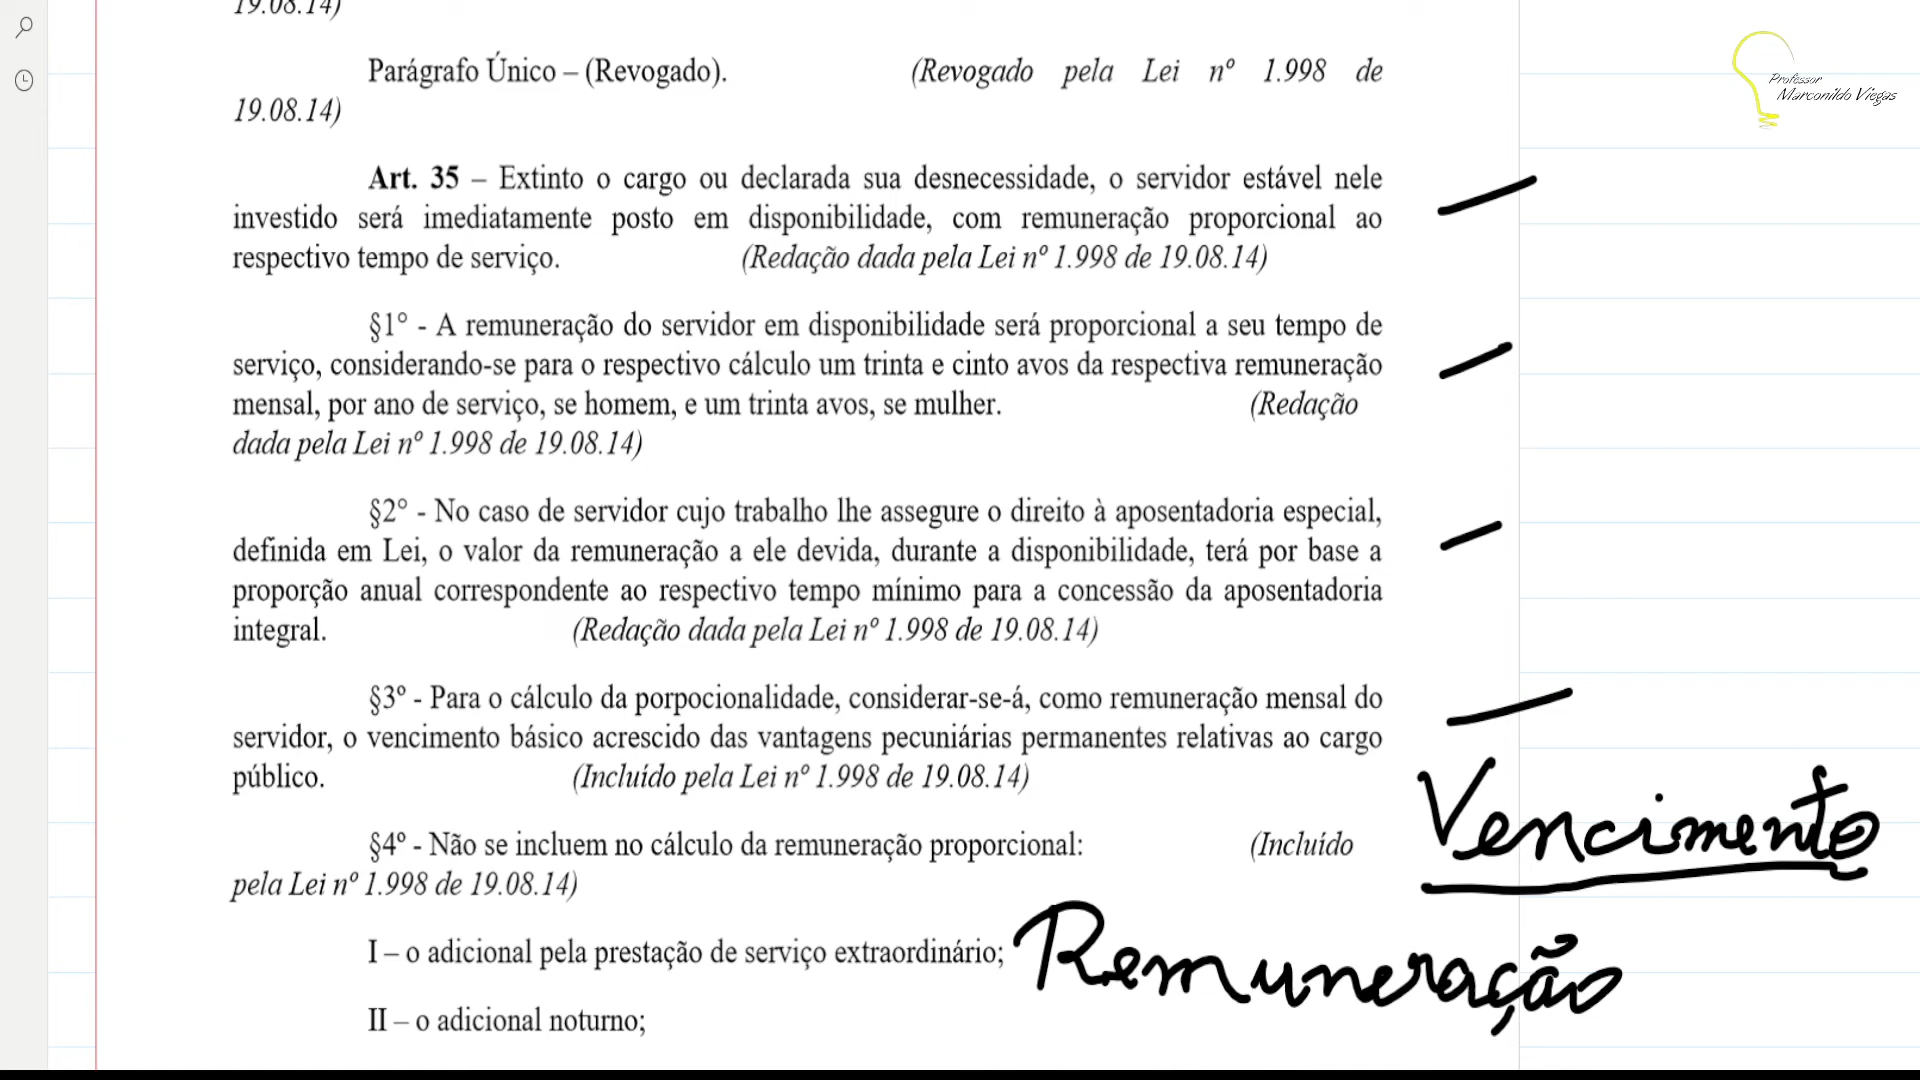 19.08.14)
Parágrafo Único – (Revogado). (Revogado pela Lei nº 1.998 de
19.08.14)
Professor
Marconildo Viegas
Art. 35 – Extinto o cargo ou declarada sua desnecessidade, o servidor estável nele
investido será imediatamente posto em disponibilidade, com remuneração proporcional ao
respectivo tempo de serviço. (Redação dada pela Lei nº 1.998 de 19.08.14)
§1° - A remuneração do servidor em disponibilidade será proporcional a seu tempo de
serviço, considerando-se para o respectivo cálculo um trinta e cinto avos da respectiva remuneração
mensal, por ano de serviço, se homem, e um trinta avos, se mulher. (Redação
dada pela Lei nº 1.998 de 19.08.14)
§2° - No caso de servidor cujo trabalho lhe assegure o direito à aposentadoria especial,
definida em Lei, o valor da remuneração a ele devida, durante a disponibilidade, terá por base a
proporção anual correspondente ao respectivo tempo mínimo para a concessão da aposentadoria
integral. (Redação dada pela Lei nº 1.998 de 19.08.14)
§3º - Para o cálculo da porpocionalidade, considerar-se-á, como remuneração mensal do
servidor, o vencimento básico acrescido das vantagens pecuniárias permanentes relativas ao cargo
público. (Incluído pela Lei nº 1.998 de 19.08.14)
Vencimento
§4º - Não se incluem no cálculo da remuneração proporcional: (Incluído
pela Lei nº 1.998 de 19.08.14)
I – o adicional pela prestação de serviço extraordinário;
Remuneração
II – o adicional noturno;